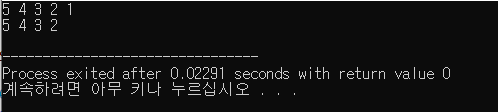 5 4 3 2 1
5 4 3 2
--------------------------------
Process exited after 0.02291 seconds with return value 0
계속하려면 아무 키나 누르십시오 . . .